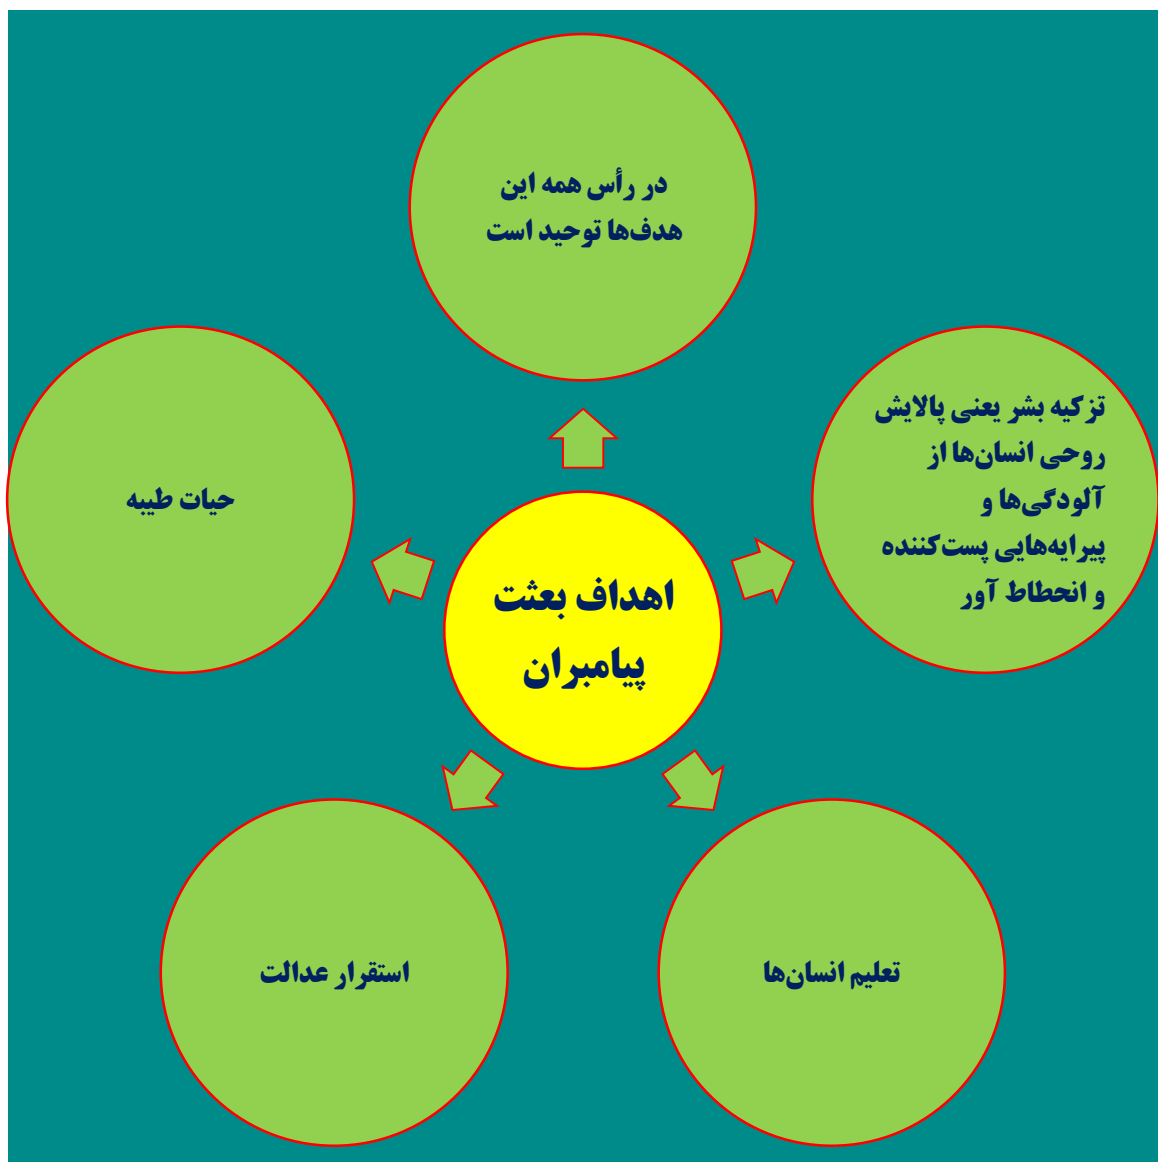 در رأس همه این
هدف‌ها توحید است
تزکیه بشر یعنی پالایش
روحی انسان‌ها از
آلودگی‌ها و
پیرایه‌هایی پست‌کننده
و انحطاط آور
حیات طیبه
اهداف بعثت
پیامبران
تعلیم انسان‌ها
استقرار عدالت